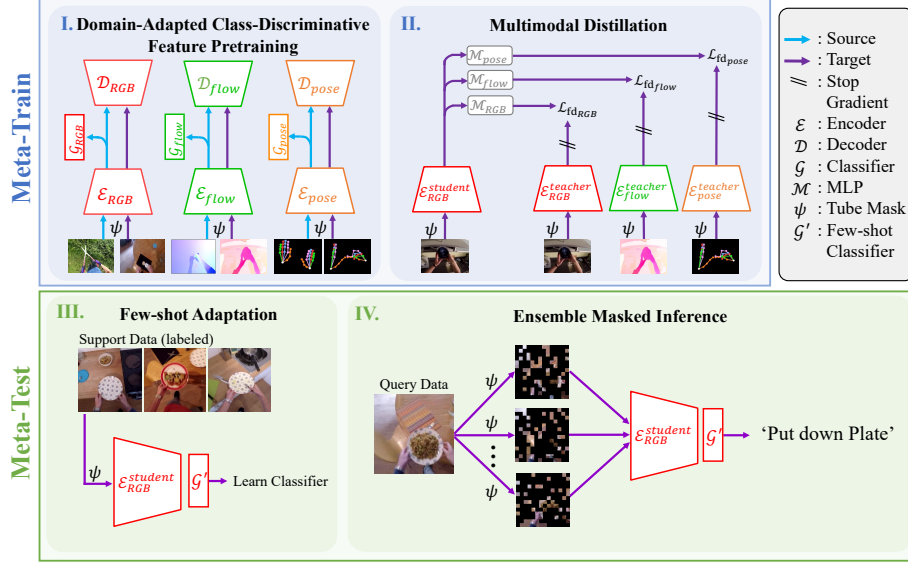 Meta-Train
I. Domain-Adapted Class-Discriminative
Feature Pretraining
𝒟_RGB
𝒟_flow
𝒟_pose
𝒢_RGB
𝒢_flow
𝒢_pose
ℰ_RGB
ℰ_flow
ℰ_pose
ψ
ψ
ψ
II. Multimodal Distillation
ℳ_pose
ℳ_flow
ℳ_RGB
ℒ_fd_RGB
ℒ_fd_flow
ℒ_fd_pose
ℰ_RGB^student
ℰ_RGB^teacher
ℰ_flow^teacher
ℰ_pose^teacher
ψ
ψ
ψ
ψ
: Source
: Target
: Stop
Gradient
ℰ : Encoder
𝒟 : Decoder
𝒢 : Classifier
ℳ : MLP
ψ : Tube Mask
𝒢′ : Few-shot
Classifier
Meta-Test
III. Few-shot Adaptation
Support Data (labeled)
ψ
ℰ_RGB^student
𝒢′
Learn Classifier
IV. Ensemble Masked Inference
Query Data
ψ
ψ
ψ
ℰ_RGB^student
𝒢′
‘Put down Plate’